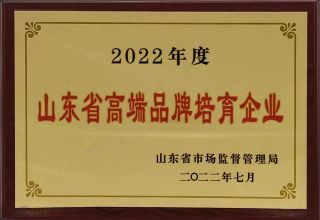 2022年度
山东省高端品牌培育企业
山东省市场监督管理局
二〇二二年七月